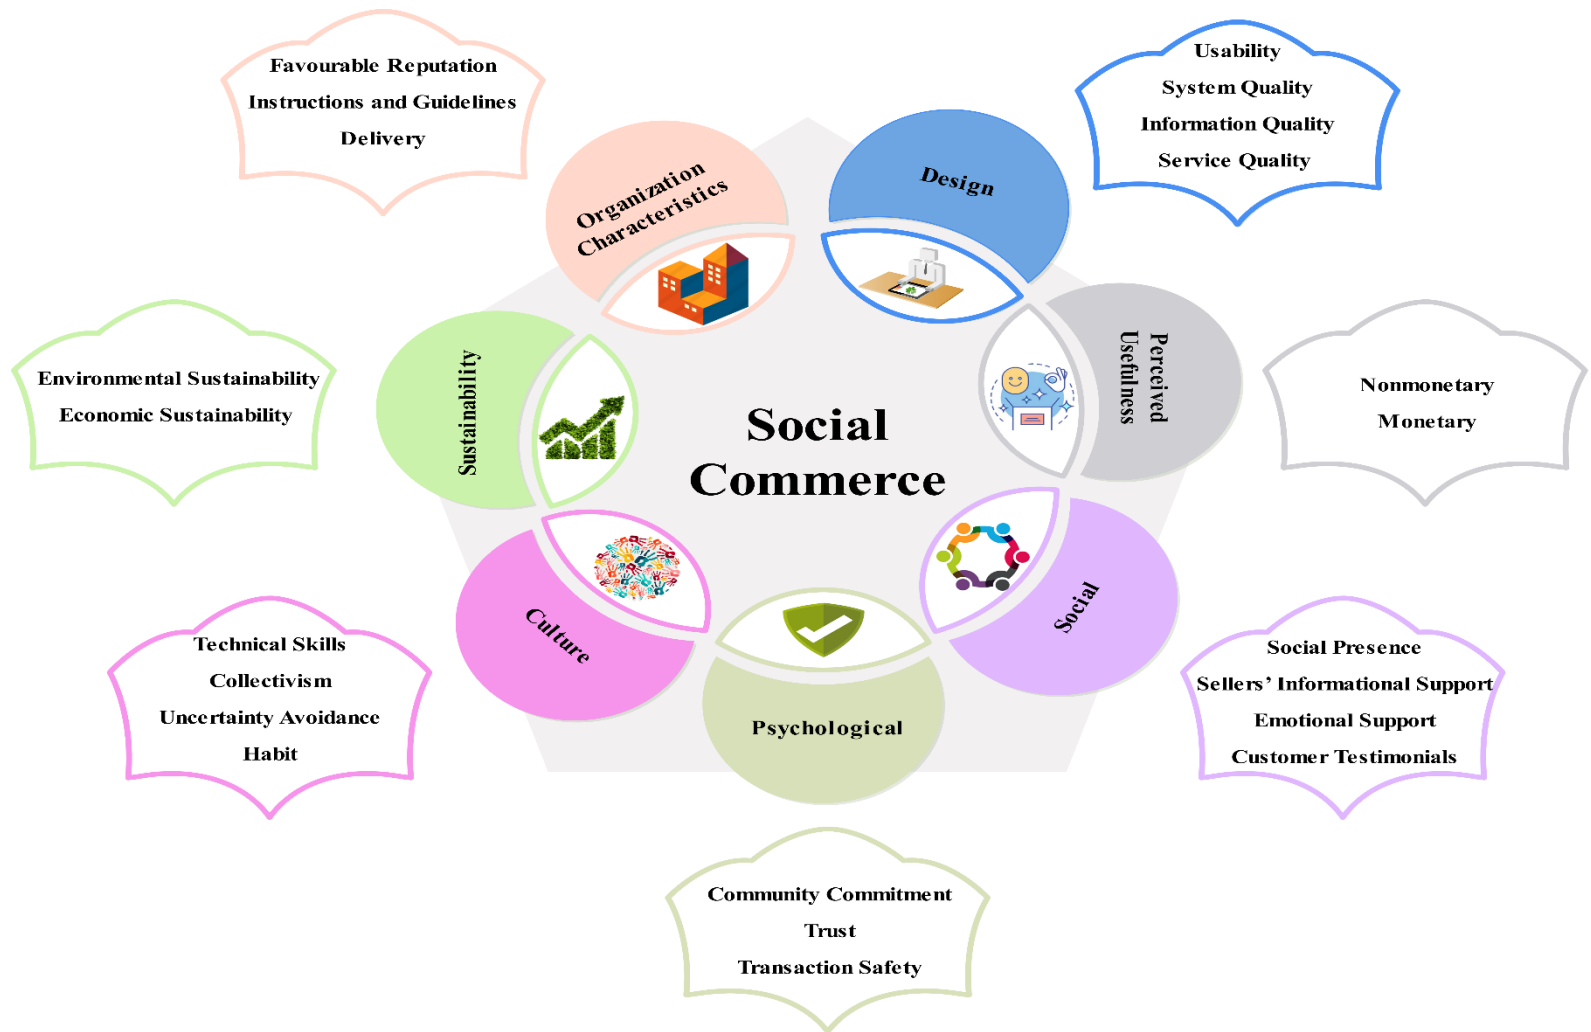 Favourable Reputation
Instructions and Guidelines
Delivery
Usability
System Quality
Information Quality
Service Quality
Organization
Characteristics
Design
Environmental Sustainability
Economic Sustainability
Sustainability
Perceived
Usefulness
Nonmonetary
Monetary
Social
Commerce
Technical Skills
Collectivism
Uncertainty Avoidance
Habit
Culture
Psychological
Social
Social Presence
Sellers’ Informational Support
Emotional Support
Customer Testimonials
Community Commitment
Trust
Transaction Safety